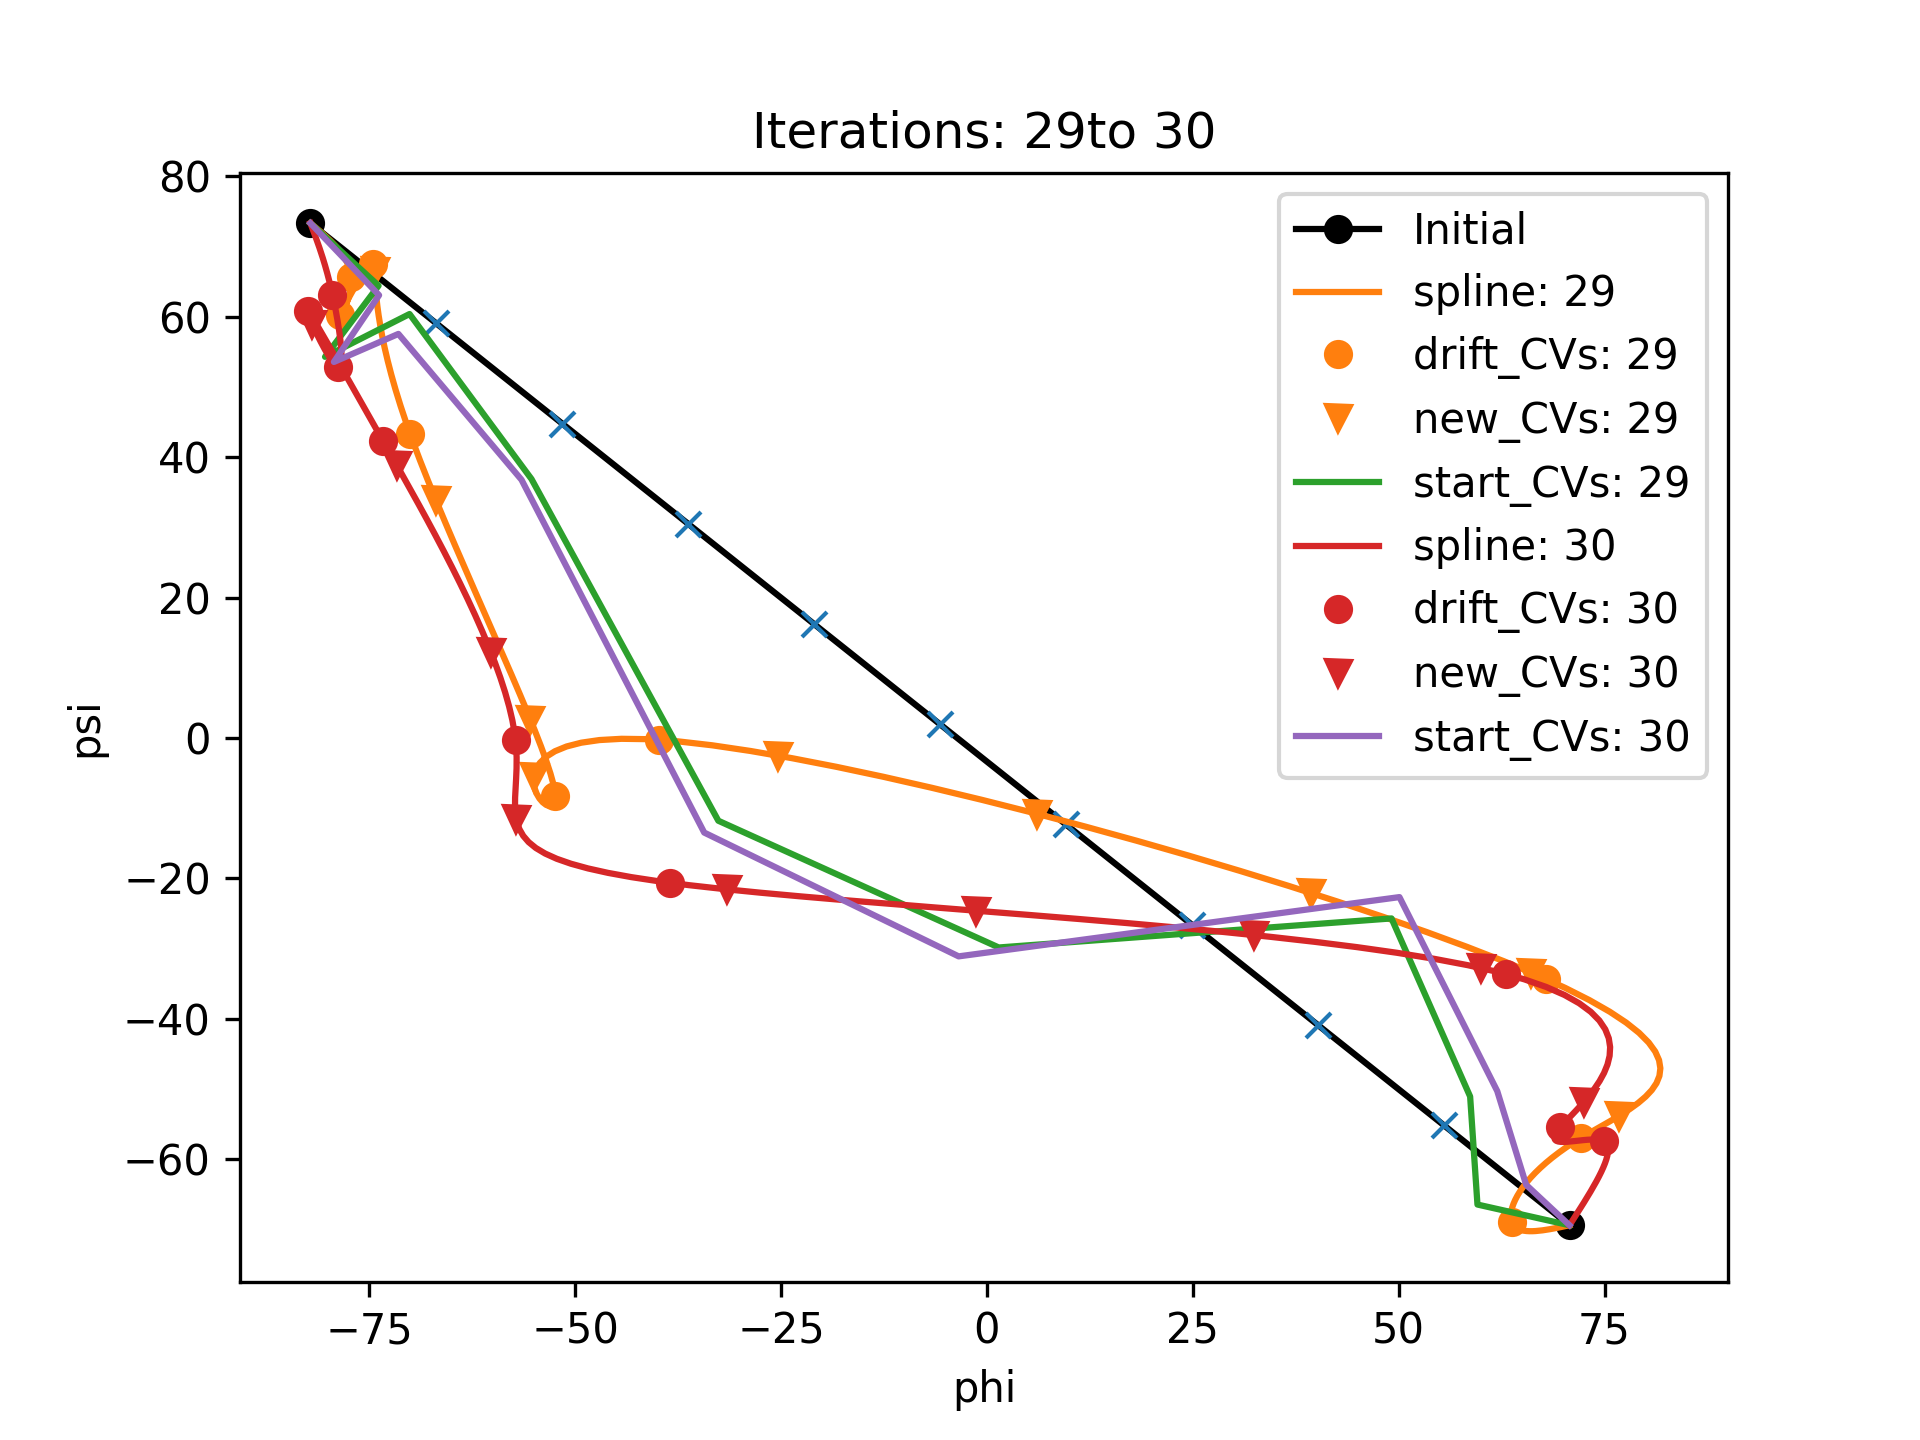 Iterations: 29to 30
80
60
40
20
0
−20
−40
−60
psi
Initial
spline: 29
drift_CVs: 29
new_CVs: 29
start_CVs: 29
spline: 30
drift_CVs: 30
new_CVs: 30
start_CVs: 30
−75 −50 −25 0 25 50 75
phi